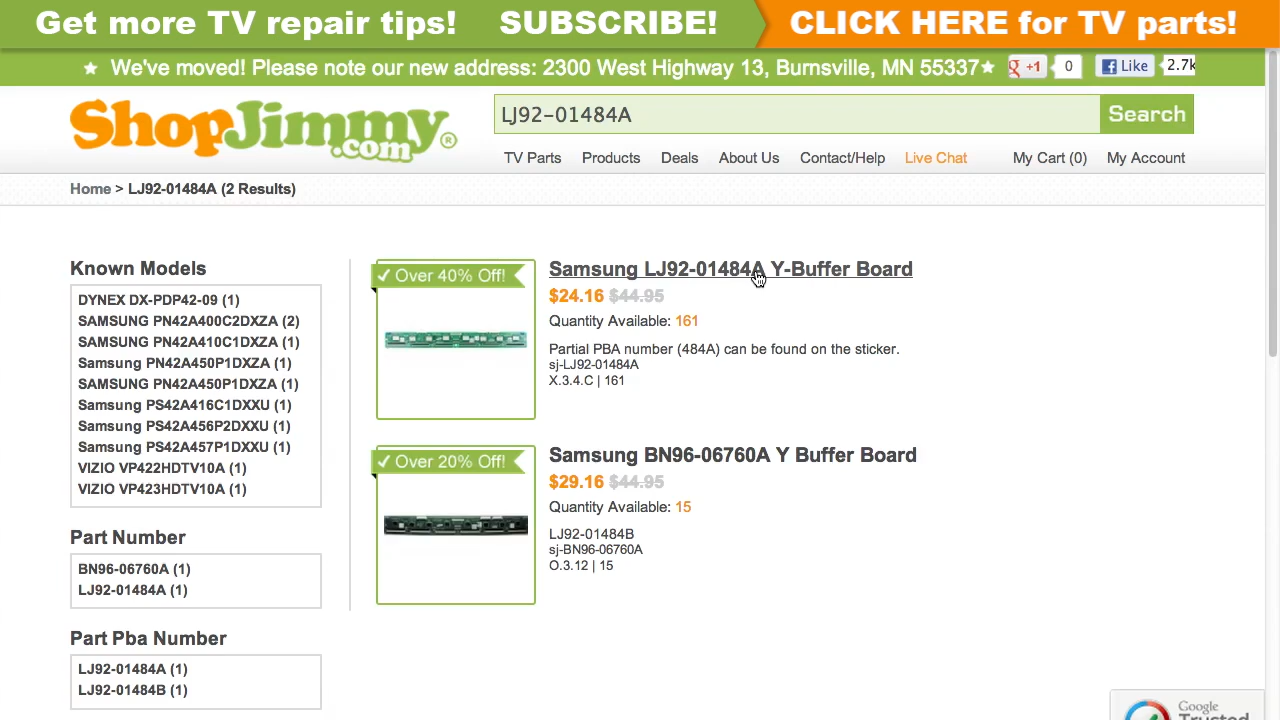 Get more TV repair tips! SUBSCRIBE! CLICK HERE for TV parts!
★ We've moved! Please note our new address: 2300 West Highway 13, Burnsville, MN 55337★ g +1 0 Like 2.7k
ShopJimmy.com®
LJ92-01484A Search
TV Parts Products Deals About Us Contact/Help Live Chat My Cart (0) My Account
Home > LJ92-01484A (2 Results)
Known Models
DYNEX DX-PDP42-09 (1)
SAMSUNG PN42A400C2DXZA (2)
SAMSUNG PN42A410C1DXZA (1)
Samsung PN42A450P1DXZA (1)
SAMSUNG PN42A450P1DXZA (1)
Samsung PS42A416C1DXXU (1)
Samsung PS42A456P2DXXU (1)
Samsung PS42A457P1DXXU (1)
VIZIO VP422HDTV10A (1)
VIZIO VP423HDTV10A (1)
Part Number
BN96-06760A (1)
LJ92-01484A (1)
Part Pba Number
LJ92-01484A (1)
LJ92-01484B (1)
✓ Over 40% Off!
Samsung LJ92-01484A Y-Buffer Board
$24.16 $44.95
Quantity Available: 161
Partial PBA number (484A) can be found on the sticker.
sj-LJ92-01484A
X.3.4.C | 161
✓ Over 20% Off!
Samsung BN96-06760A Y Buffer Board
$29.16 $44.95
Quantity Available: 15
LJ92-01484B
sj-BN96-06760A
O.3.12 | 15
Google
Trusted